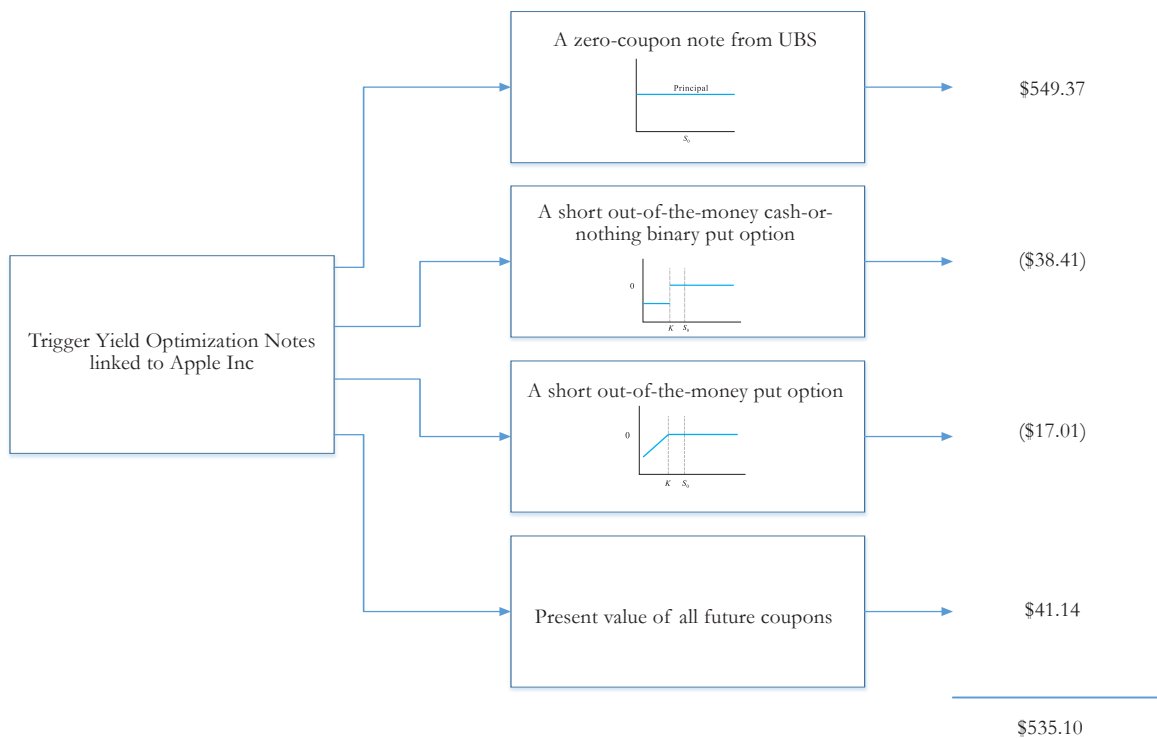 Trigger Yield Optimization Notes
linked to Apple Inc
A zero-coupon note from UBS
Principal
S₀
$549.37
A short out-of-the-money cash-or-
nothing binary put option
0
K S₀
($38.41)
A short out-of-the-money put option
0
K S₀
($17.01)
Present value of all future coupons
$41.14
$535.10